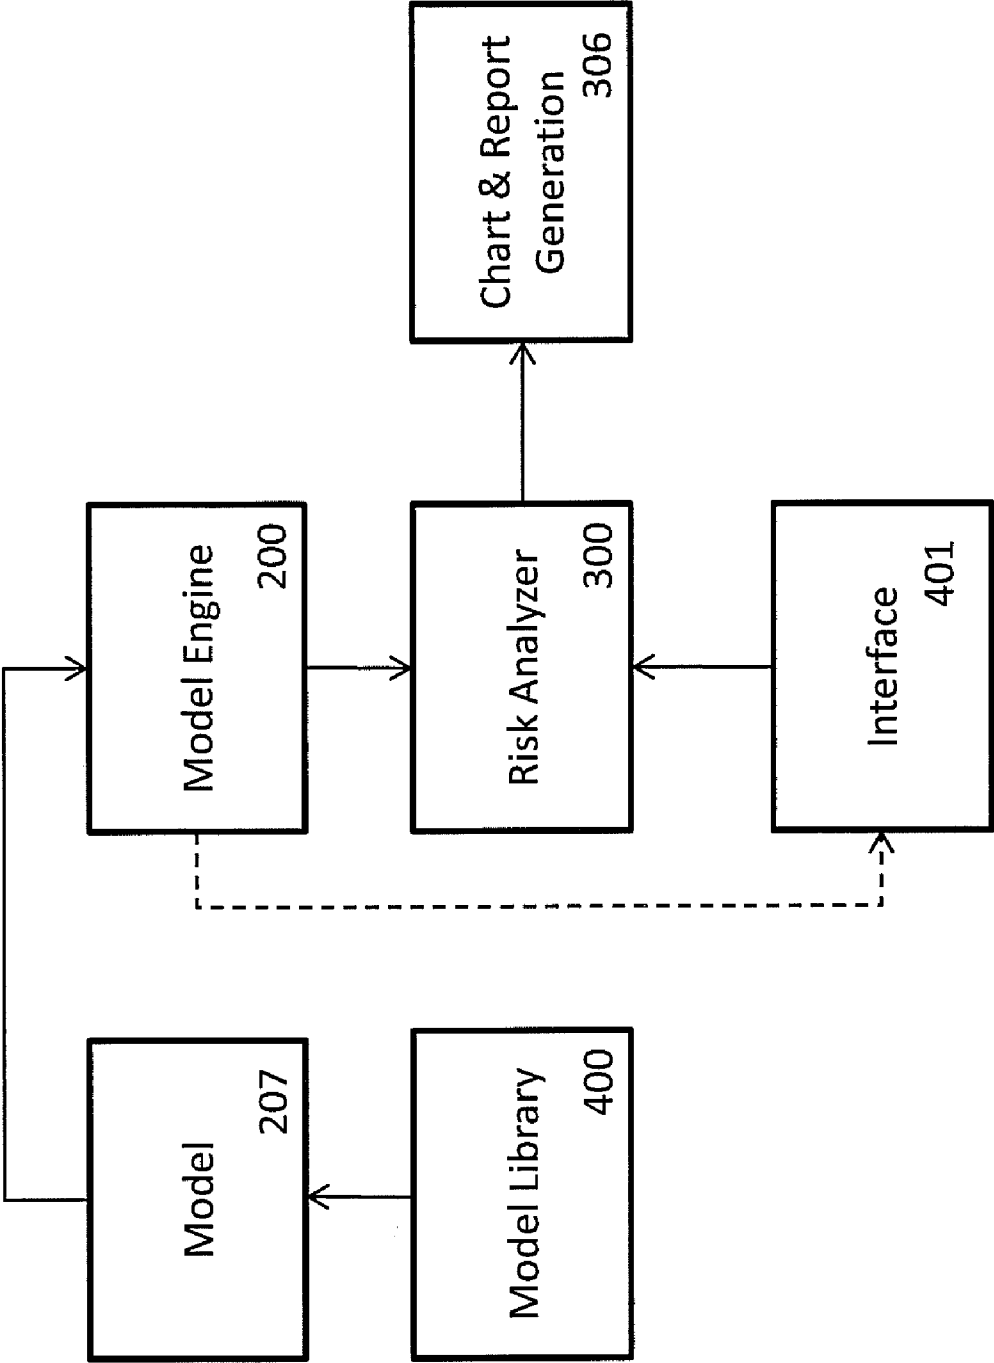 Model
207
Model Library
400
Model Engine
200
Risk Analyzer
300
Interface
401
Chart & Report
Generation
306